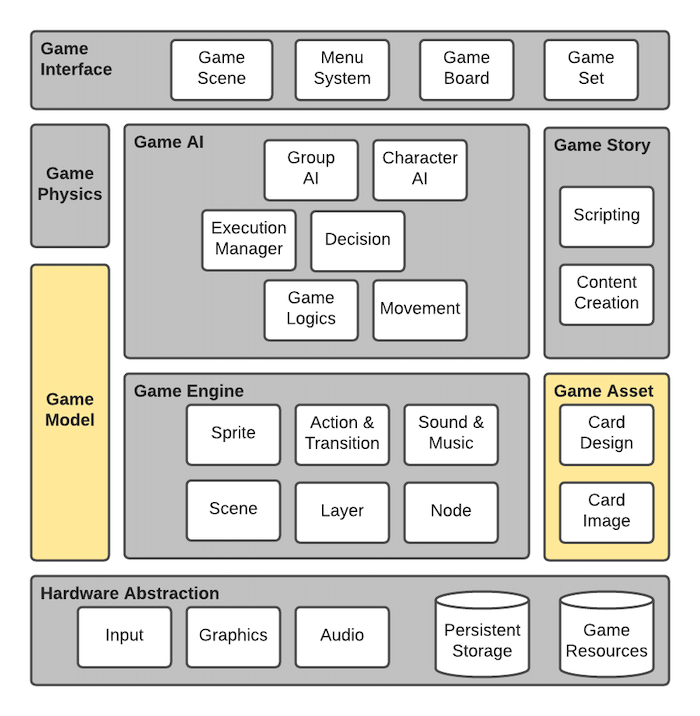 Game
Interface
Game
Scene
Menu
System
Game
Board
Game
Set
Game
Physics
Game AI
Group
AI
Character
AI
Execution
Manager
Decision
Game
Logics
Movement
Game Story
Scripting
Content
Creation
Game
Model
Game Engine
Sprite
Action &
Transition
Sound &
Music
Scene
Layer
Node
Game Asset
Card
Design
Card
Image
Hardware Abstraction
Input
Graphics
Audio
Persistent
Storage
Game
Resources